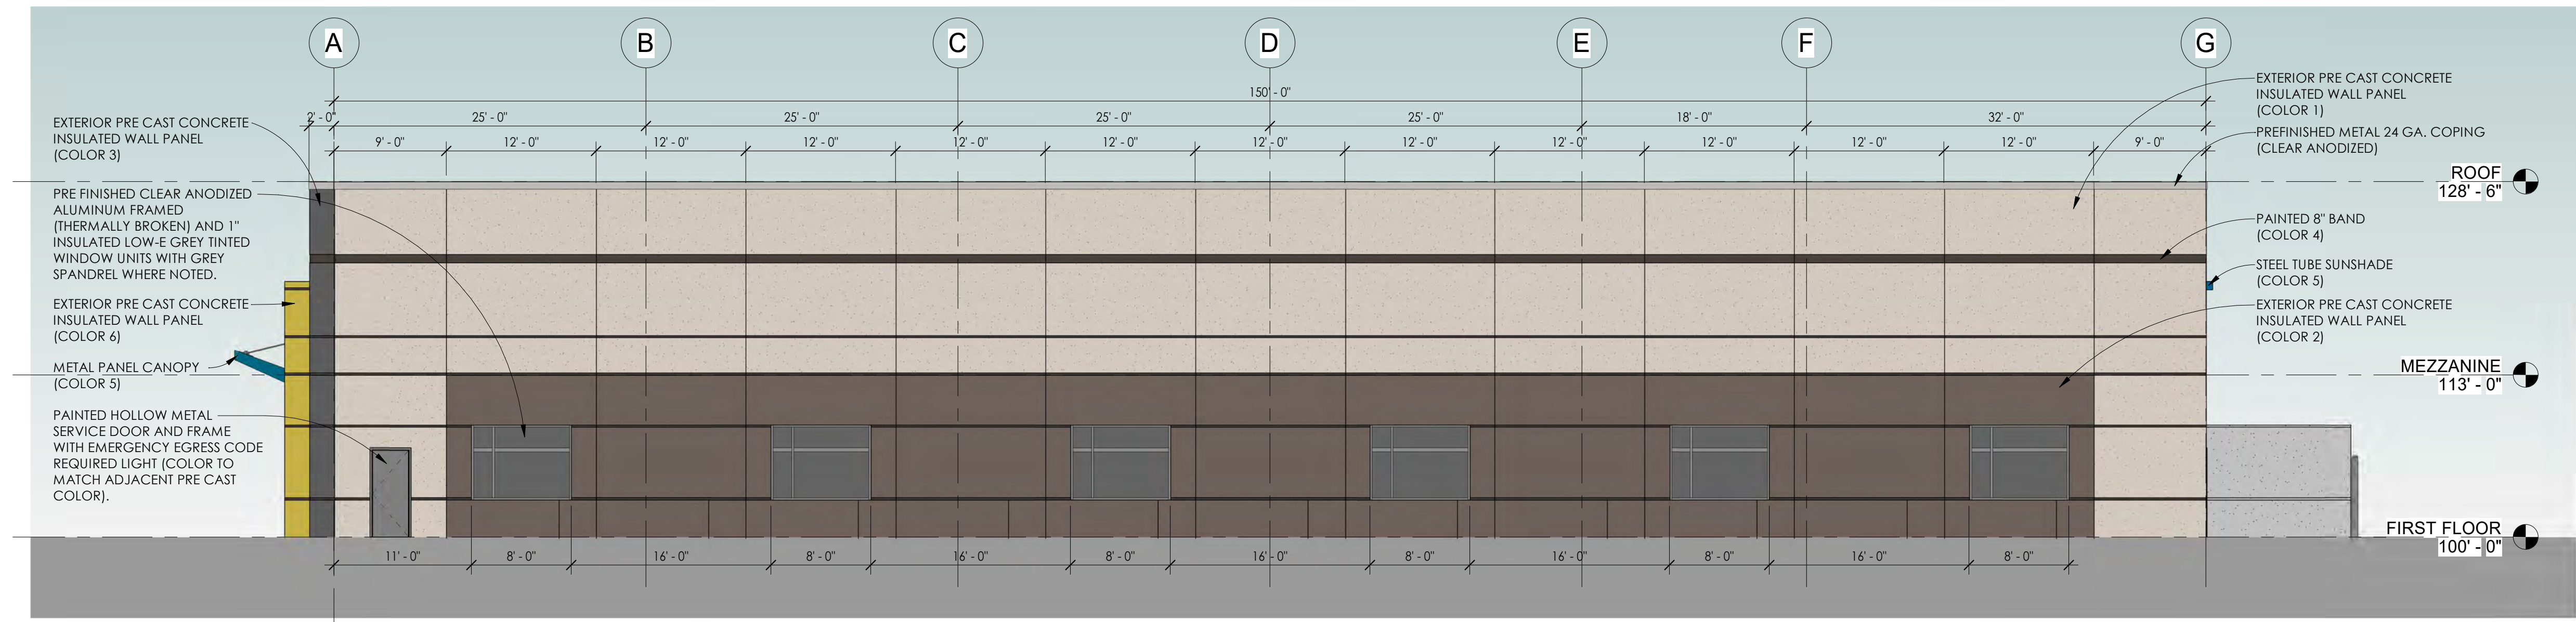 A B C D E F G
150' - 0"
2' - 0" 25' - 0" 25' - 0" 25' - 0" 25' - 0" 18' - 0" 32' - 0"
9' - 0" 12' - 0" 12' - 0" 12' - 0" 12' - 0" 12' - 0" 12' - 0" 12' - 0" 12' - 0" 12' - 0" 12' - 0" 12' - 0" 9' - 0"
EXTERIOR PRE CAST CONCRETE
INSULATED WALL PANEL
(COLOR 3)
PRE FINISHED CLEAR ANODIZED
ALUMINUM FRAMED
(THERMALLY BROKEN) AND 1"
INSULATED LOW-E GREY TINTED
WINDOW UNITS WITH GREY
SPANDREL WHERE NOTED.
EXTERIOR PRE CAST CONCRETE
INSULATED WALL PANEL
(COLOR 6)
METAL PANEL CANOPY
(COLOR 5)
PAINTED HOLLOW METAL
SERVICE DOOR AND FRAME
WITH EMERGENCY EGRESS CODE
REQUIRED LIGHT (COLOR TO
MATCH ADJACENT PRE CAST
COLOR).
EXTERIOR PRE CAST CONCRETE
INSULATED WALL PANEL
(COLOR 1)
PREFINISHED METAL 24 GA. COPING
(CLEAR ANODIZED)
ROOF
128' - 6"
PAINTED 8" BAND
(COLOR 4)
STEEL TUBE SUNSHADE
(COLOR 5)
EXTERIOR PRE CAST CONCRETE
INSULATED WALL PANEL
(COLOR 2)
MEZZANINE
113' - 0"
FIRST FLOOR
100' - 0"
11' - 0" 8' - 0" 16' - 0" 8' - 0" 16' - 0" 8' - 0" 16' - 0" 8' - 0" 16' - 0" 8' - 0" 16' - 0" 8' - 0"